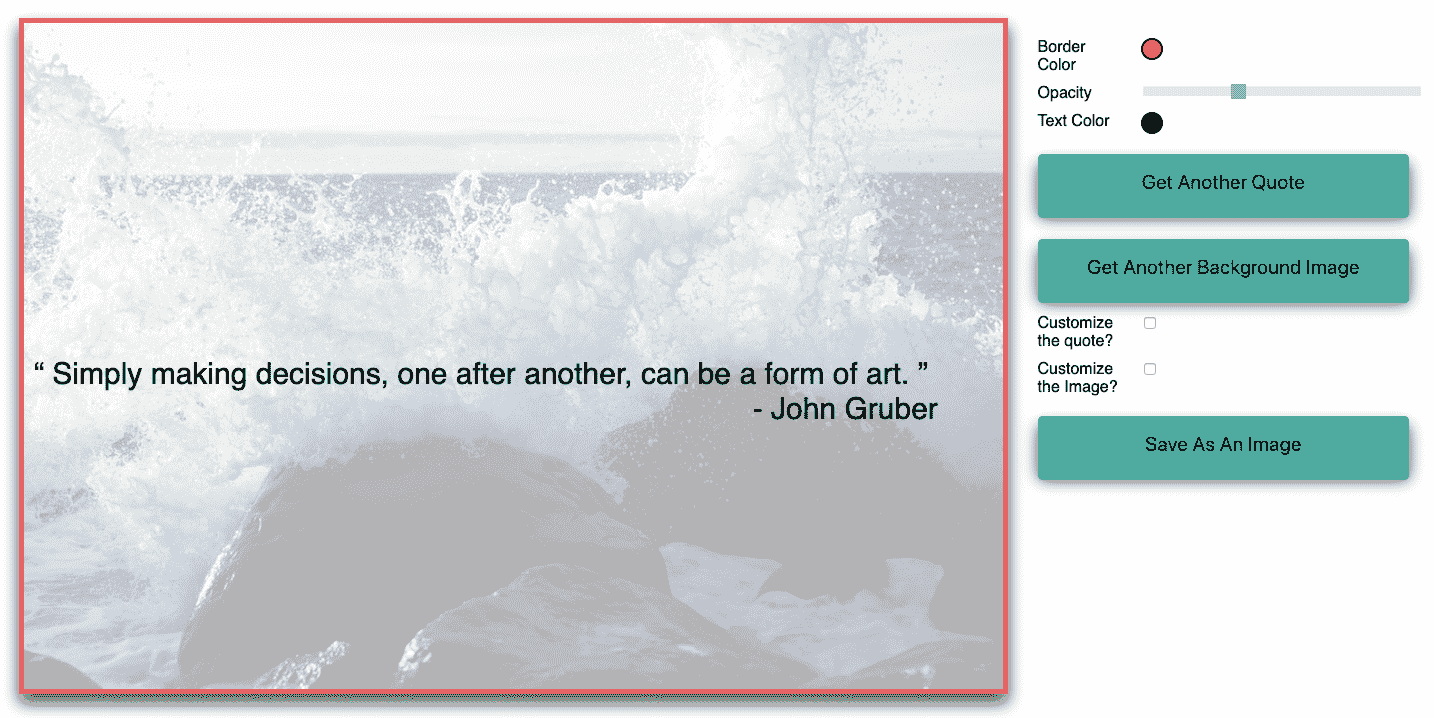 “ Simply making decisions, one after another, can be a form of art. ”
- John Gruber
Border
Color
Opacity
Text Color
Get Another Quote
Get Another Background Image
Customize
the quote?
Customize
the Image?
Save As An Image